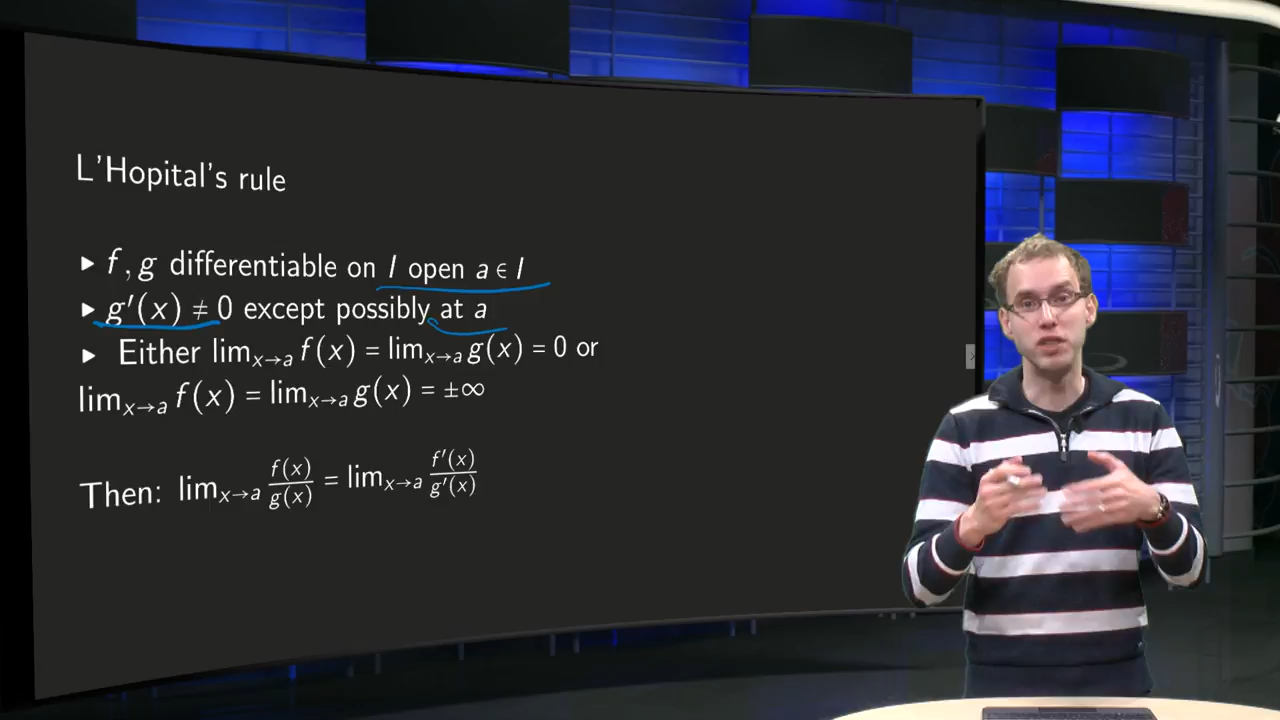 L'Hopital's rule
▶ f, g differentiable on I open a ∈ I
▶ g′(x) ≠ 0 except possibly at a
▶ Either lim_{x→a} f(x) = lim_{x→a} g(x) = 0 or
lim_{x→a} f(x) = lim_{x→a} g(x) = ±∞
Then: lim_{x→a} f(x)/g(x) = lim_{x→a} f′(x)/g′(x)